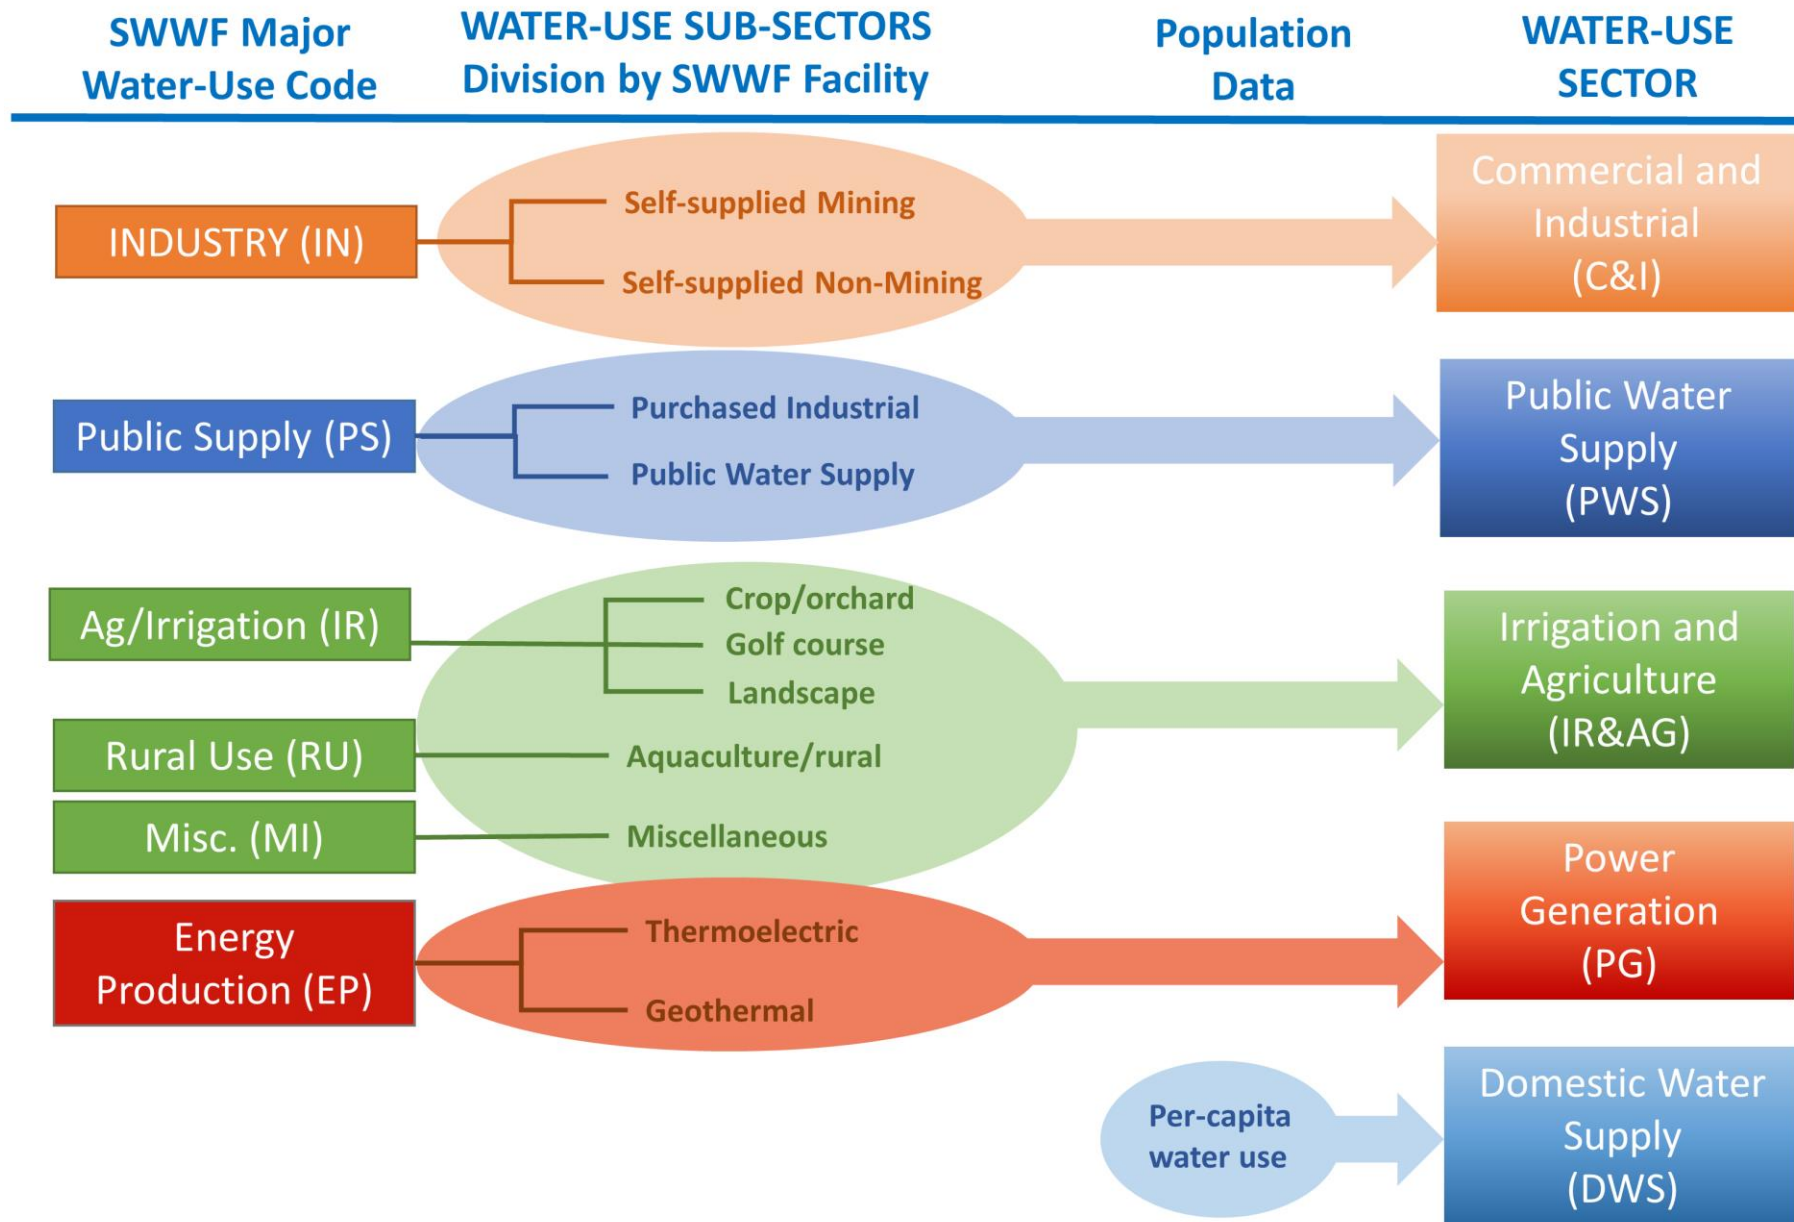 SWWF Major
Water-Use Code
WATER-USE SUB-SECTORS
Division by SWWF Facility
Population
Data
WATER-USE
SECTOR
INDUSTRY (IN)
Self-supplied Mining
Self-supplied Non-Mining
Commercial and
Industrial
(C&I)
Public Supply (PS)
Purchased Industrial
Public Water Supply
Public Water
Supply
(PWS)
Ag/Irrigation (IR)
Crop/orchard
Golf course
Landscape
Rural Use (RU)
Aquaculture/rural
Misc. (MI)
Miscellaneous
Irrigation and
Agriculture
(IR&AG)
Energy
Production (EP)
Thermoelectric
Geothermal
Power
Generation
(PG)
Per-capita
water use
Domestic Water
Supply
(DWS)